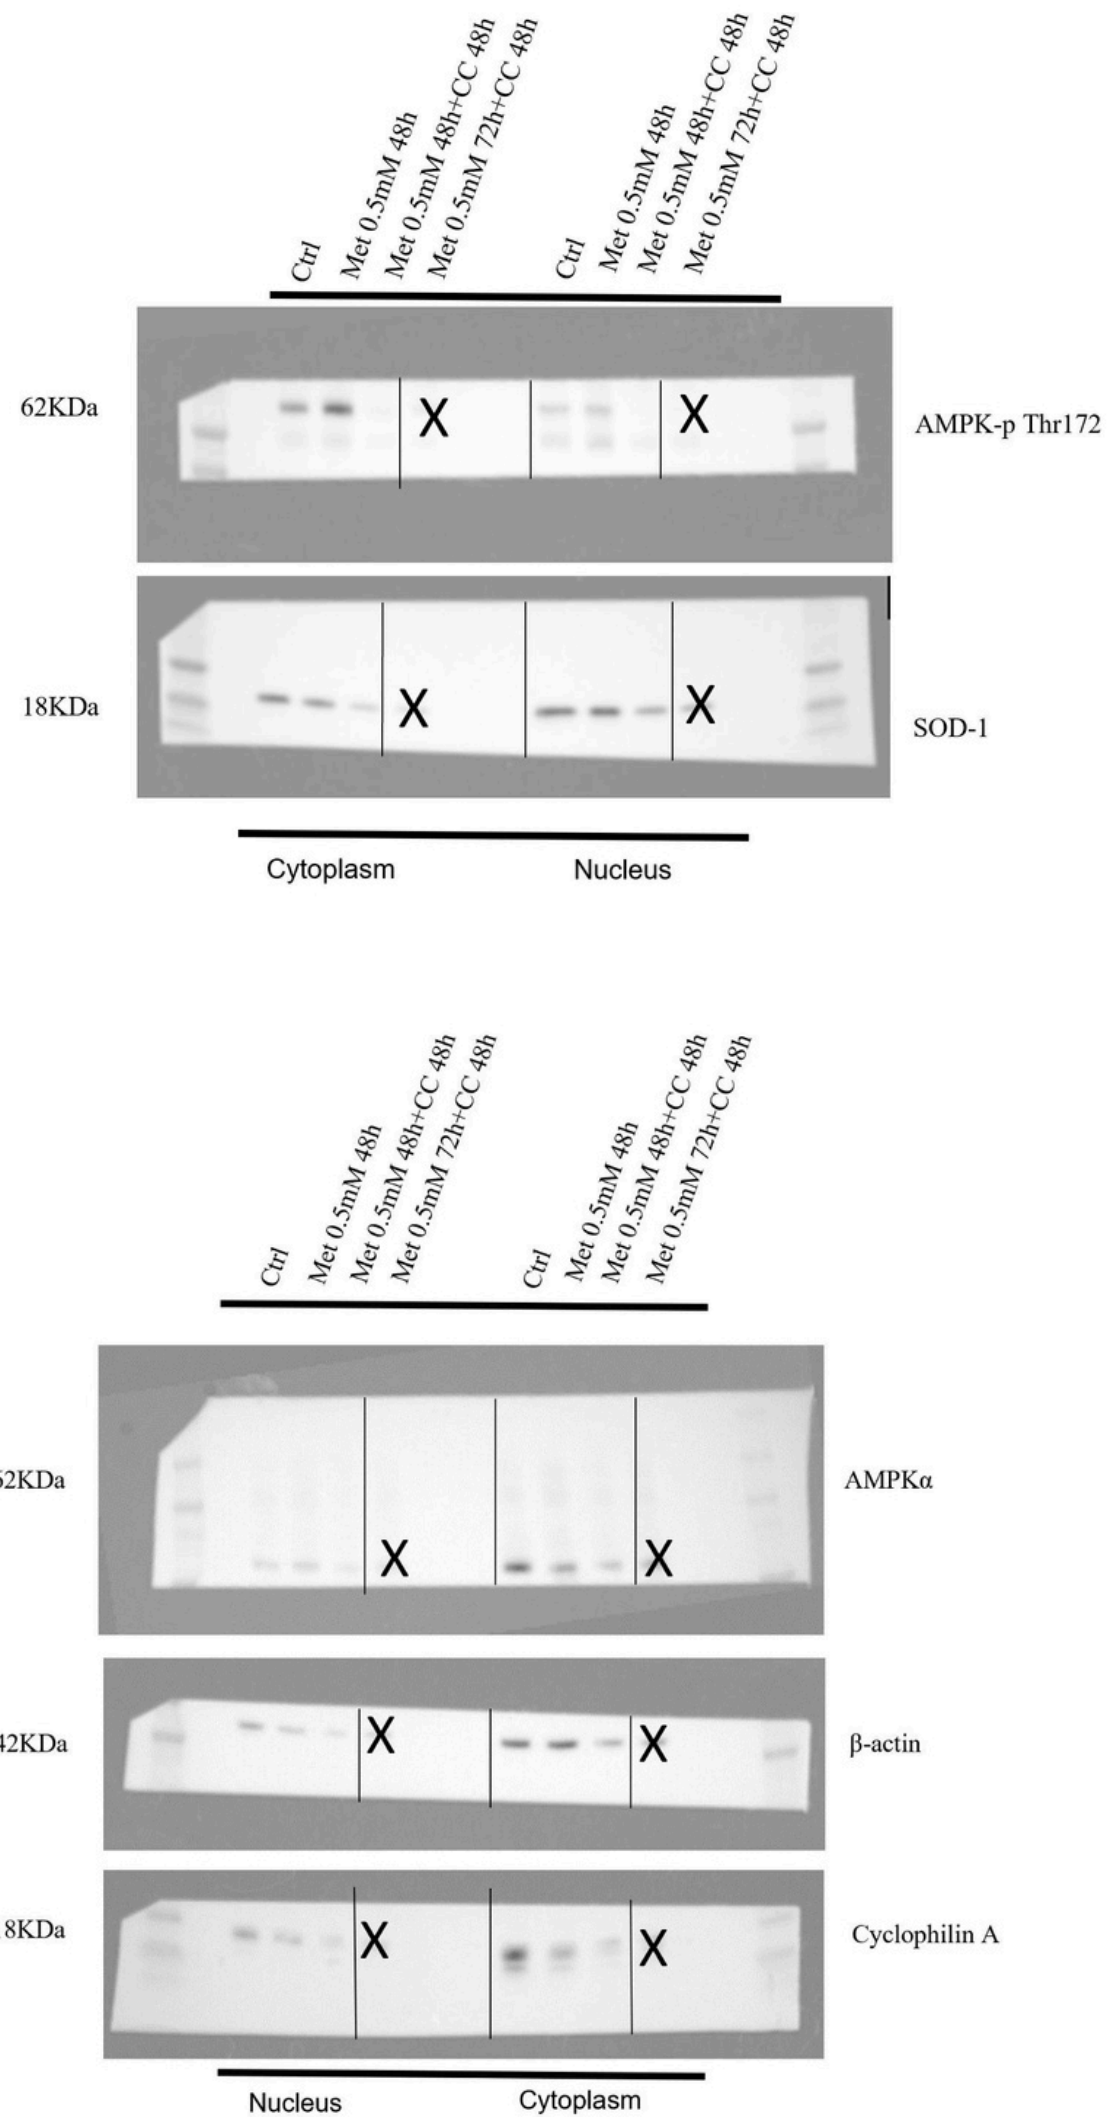 Ctrl
Met 0.5mM 48h
Met 0.5mM 48h+CC 48h
Met 0.5mM 72h+CC 48h
Ctrl
Met 0.5mM 48h
Met 0.5mM 48h+CC 48h
Met 0.5mM 72h+CC 48h
62KDa
X
X
AMPK-p Thr172
18KDa
X
X
SOD-1
Cytoplasm
Nucleus
Ctrl
Met 0.5mM 48h
Met 0.5mM 48h+CC 48h
Met 0.5mM 72h+CC 48h
Ctrl
Met 0.5mM 48h
Met 0.5mM 48h+CC 48h
Met 0.5mM 72h+CC 48h
62KDa
X
X
AMPKα
42KDa
X
X
β-actin
8KDa
X
X
Cyclophilin A
Nucleus
Cytoplasm